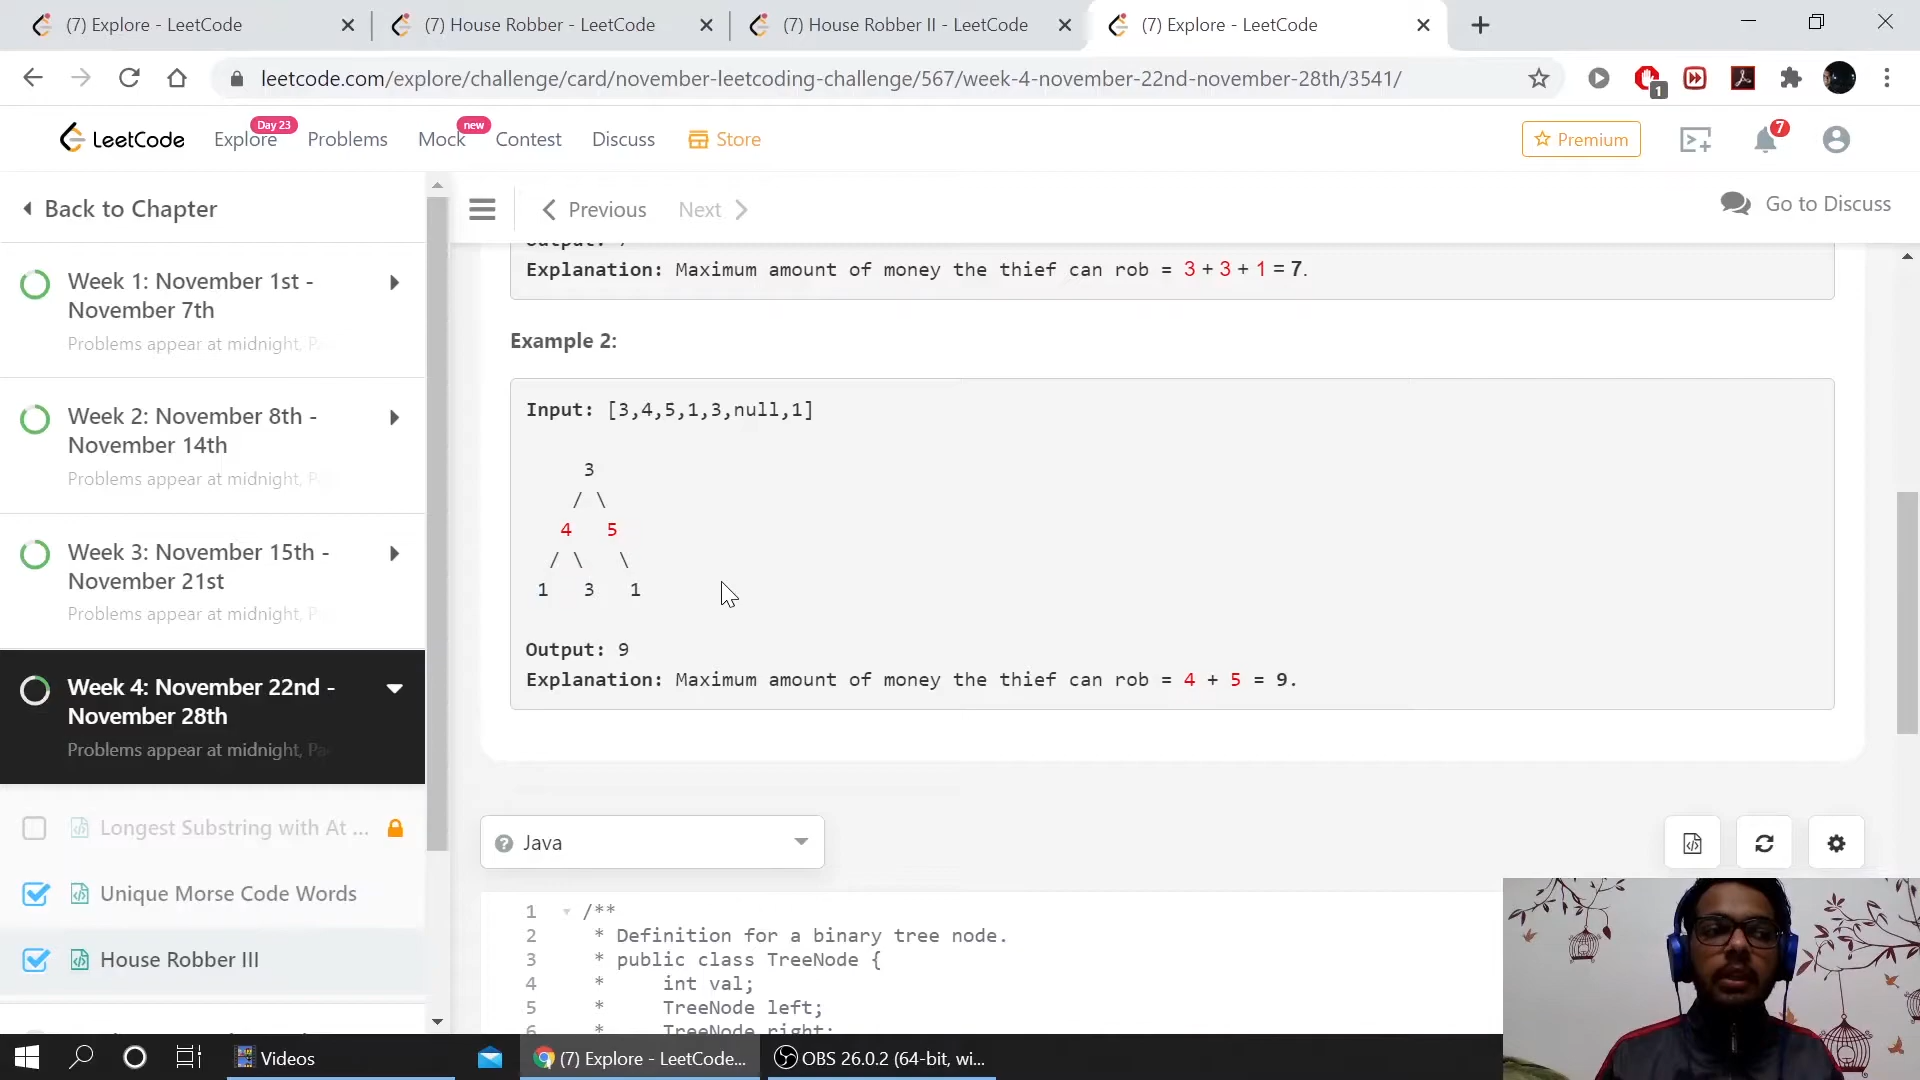 (7) Explore - LeetCode
(7) House Robber - LeetCode
(7) House Robber II - LeetCode
(7) Explore - LeetCode
leetcode.com/explore/challenge/card/november-leetcoding-challenge/567/week-4-november-22nd-november-28th/3541/
1
LeetCode
Explore
Day 23
Problems
Mock
new
Contest
Discuss
Store
Premium
7
Back to Chapter
Previous
Next
Go to Discuss
Week 1: November 1st -
November 7th
Problems appear at midnight,
Week 2: November 8th -
November 14th
Problems appear at midnight,
Week 3: November 15th -
November 21st
Problems appear at midnight,
Week 4: November 22nd -
November 28th
Problems appear at midnight,
Longest Substring with At ...
Unique Morse Code Words
House Robber III
Output: 7
Explanation: Maximum amount of money the thief can rob = 3 + 3 + 1 = 7.
Example 2:
Input: [3,4,5,1,3,null,1]
3
/ \
4 5
/ \ \
1 3 1
Output: 9
Explanation: Maximum amount of money the thief can rob = 4 + 5 = 9.
Java
1 /**
2 * Definition for a binary tree node.
3 * public class TreeNode {
4 * int val;
5 * TreeNode left;
6 * TreeNode right;
Videos
(7) Explore - LeetCode...
OBS 26.0.2 (64-bit, wi...